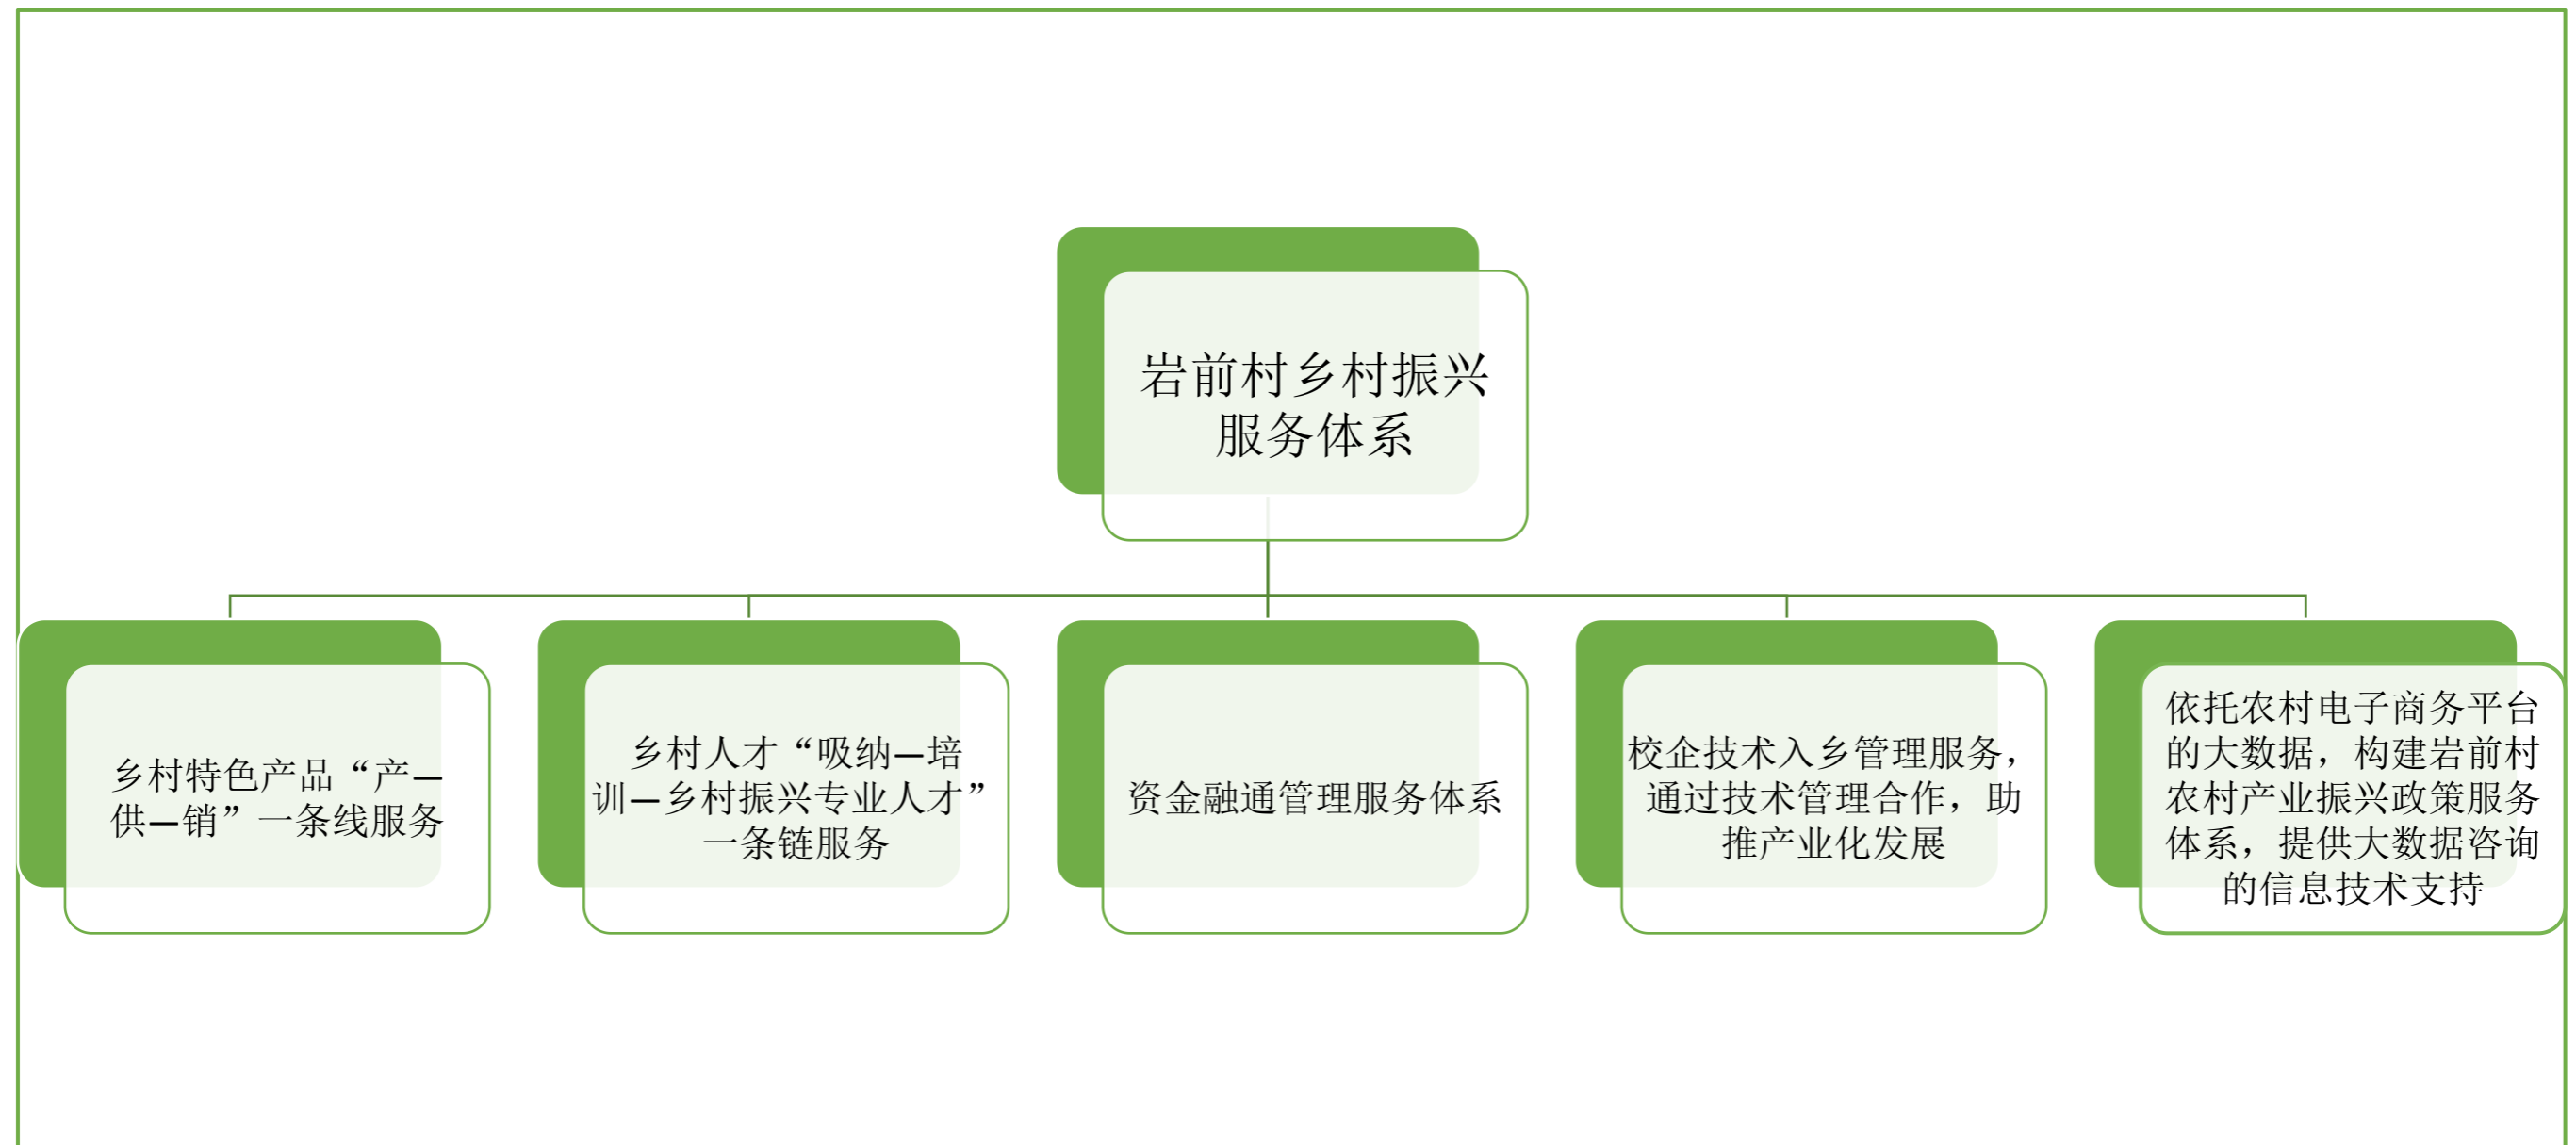 岩前村乡村振兴
服务体系
乡村特色产品“产—
供—销”一条线服务
乡村人才“吸纳—培
训—乡村振兴专业人才”
一条链服务
资金融通管理服务体系
校企技术入乡管理服务，
通过技术管理合作，助
推产业化发展
依托农村电子商务平台
的大数据，构建岩前村
农村产业振兴政策服务
体系，提供大数据咨询
的信息技术支持